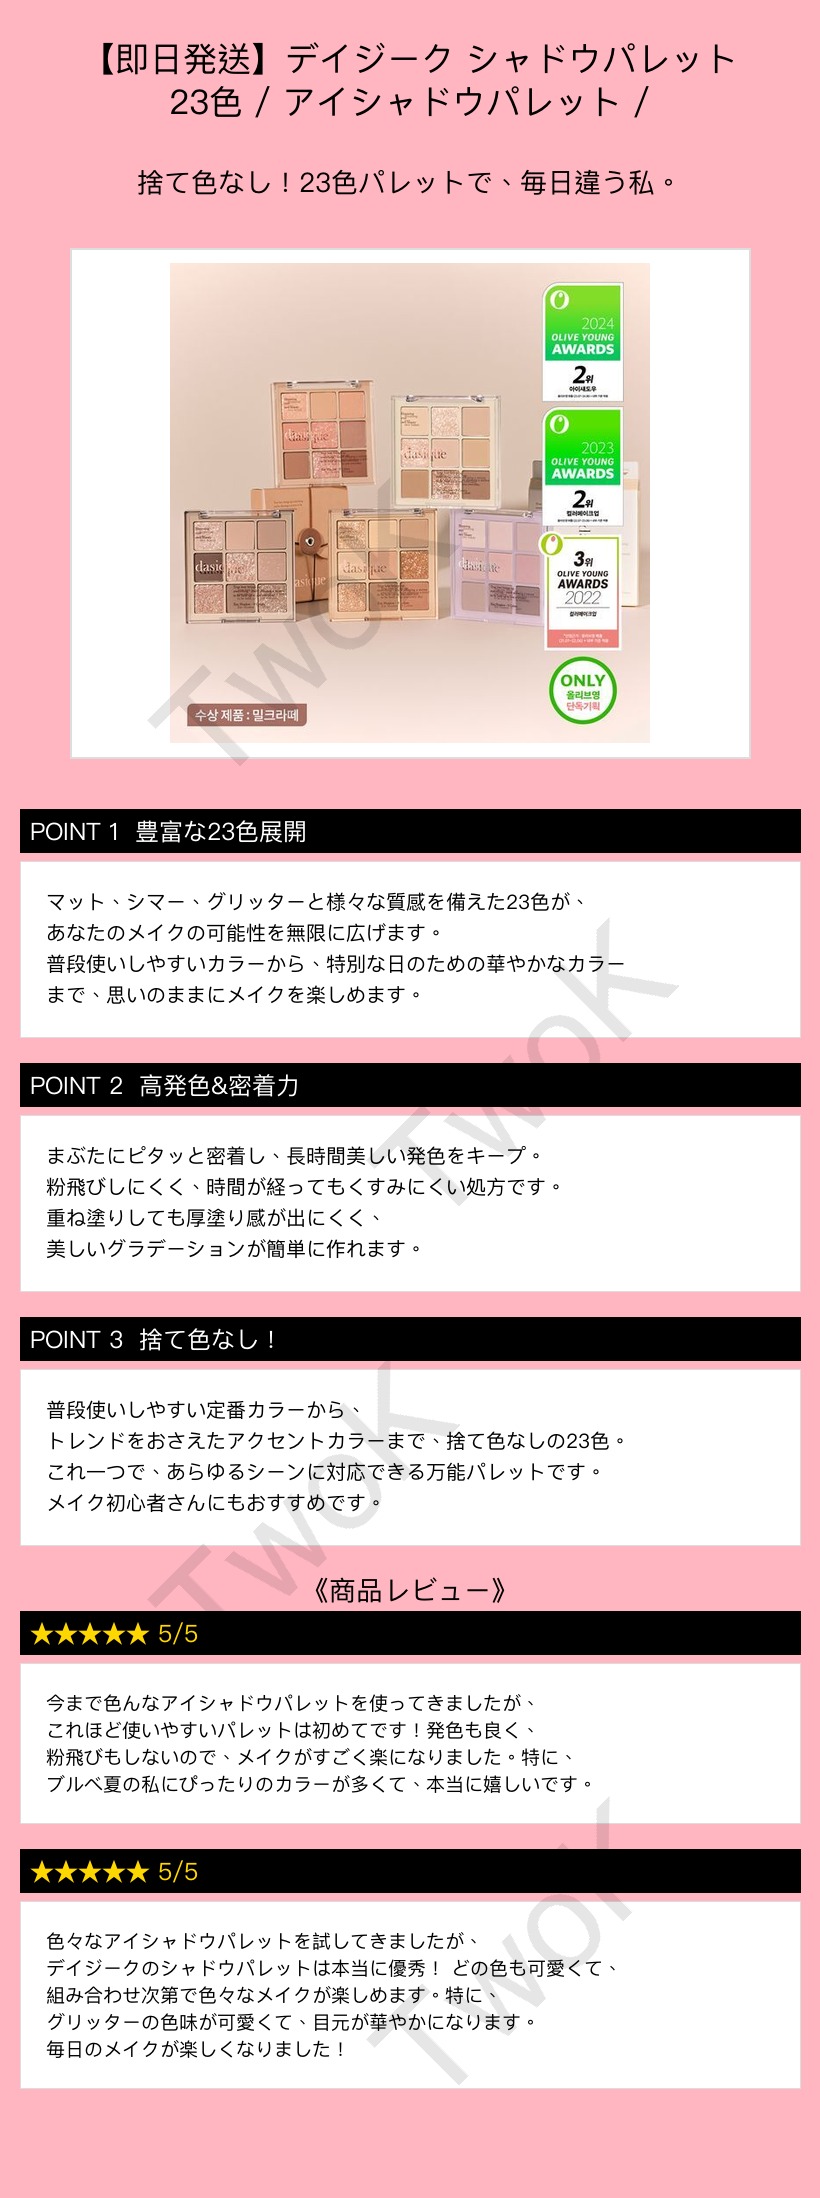 【即日発送】デイジーク シャドウパレット
23色 / アイシャドウパレット /
捨て色なし！23色パレットで、毎日違う私。
2024
OLIVE YOUNG
AWARDS
2위
아이섀도우
2023
OLIVE YOUNG
AWARDS
2위
컬러메이크업
3위
OLIVE YOUNG
AWARDS
2022
컬러메이크업
ONLY
올리브영
단독기획
dasique
dasique
dasique
dasique
dasique
수상 제품 : 밀크라떼
TwoK
POINT 1 豊富な23色展開
マット、シマー、グリッターと様々な質感を備えた23色が、
あなたのメイクの可能性を無限に広げます。
普段使いしやすいカラーから、特別な日のための華やかなカラー
まで、思いのままにメイクを楽しめます。
TwoK
POINT 2 高発色&密着力
まぶたにピタッと密着し、長時間美しい発色をキープ。
粉飛びしにくく、時間が経ってもくすみにくい処方です。
重ね塗りしても厚塗り感が出にくく、
美しいグラデーションが簡単に作れます。
POINT 3 捨て色なし！
普段使いしやすい定番カラーから、
トレンドをおさえたアクセントカラーまで、捨て色なしの23色。
これ一つで、あらゆるシーンに対応できる万能パレットです。
メイク初心者さんにもおすすめです。
TwoK
《商品レビュー》
★★★★★ 5/5
今まで色んなアイシャドウパレットを使ってきましたが、
これほど使いやすいパレットは初めてです！発色も良く、
粉飛びもしないので、メイクがすごく楽になりました。特に、
ブルベ夏の私にぴったりのカラーが多くて、本当に嬉しいです。
★★★★★ 5/5
色々なアイシャドウパレットを試してきましたが、
デイジークのシャドウパレットは本当に優秀！ どの色も可愛くて、
組み合わせ次第で色々なメイクが楽しめます。特に、
グリッターの色味が可愛くて、目元が華やかになります。
毎日のメイクが楽しくなりました！
TwoK